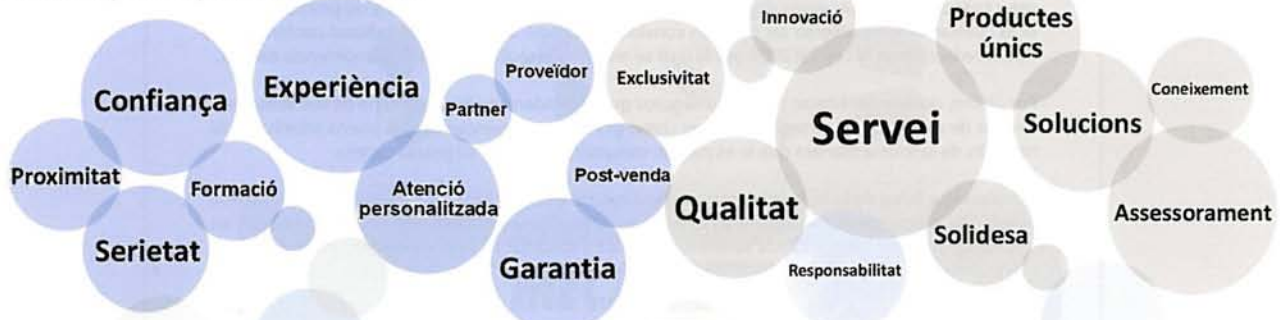 Innovació
Productes
únics
Experiència
Proveïdor
Exclusivitat
Coneixement
Confiança
Partner
Servei
Solucions
Proximitat
Formació
Atenció
personalitzada
Post-venda
Qualitat
Assessorament
Serietat
Garantia
Solidesa
Responsabilitat